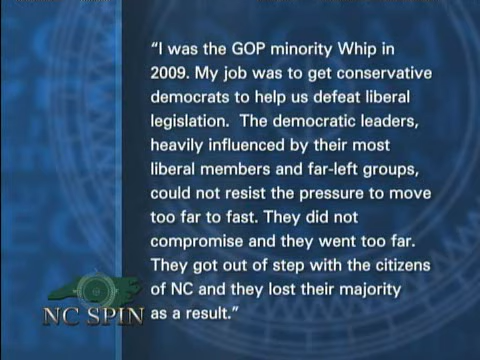 “I was the GOP minority Whip in
2009. My job was to get conservative
democrats to help us defeat liberal
legislation. The democratic leaders,
heavily influenced by their most
liberal members and far-left groups,
could not resist the pressure to move
too far to fast. They did not
compromise and they went too far.
They got out of step with the citizens
of NC and they lost their majority
as a result.”
NC SPIN